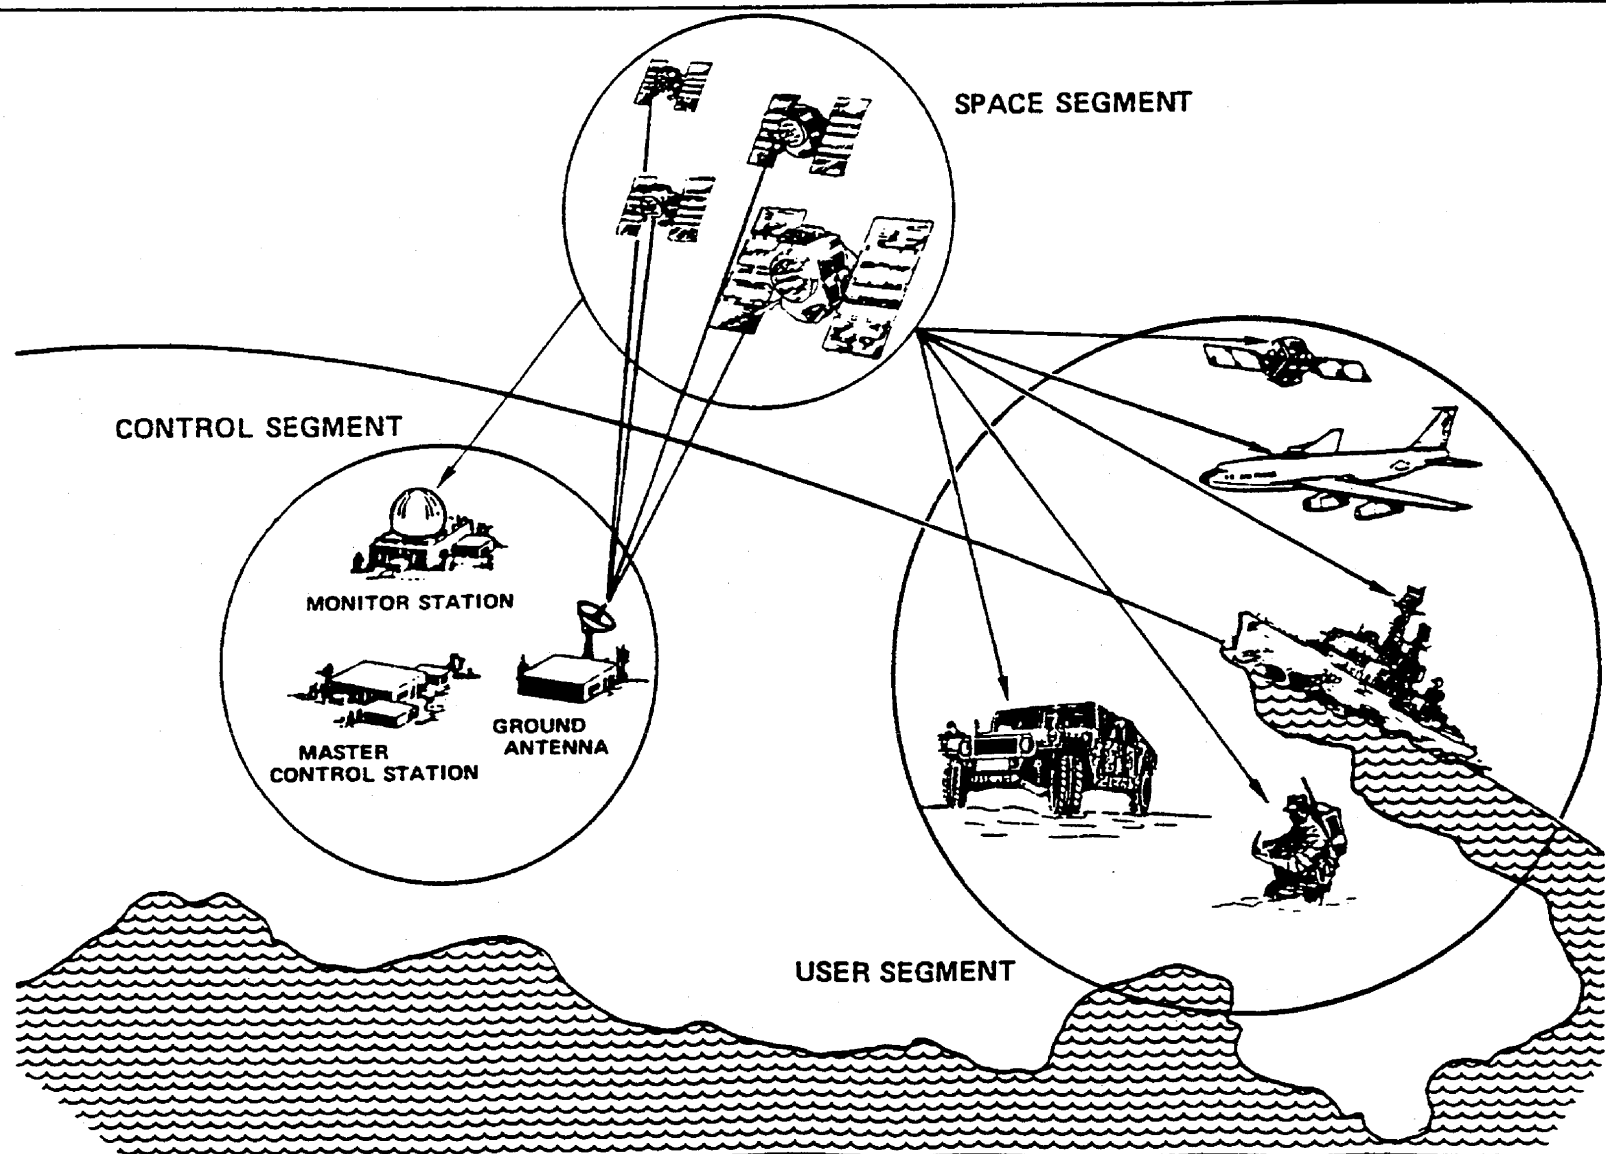 SPACE SEGMENT
CONTROL SEGMENT
MONITOR STATION
GROUND
ANTENNA
MASTER
CONTROL STATION
USER SEGMENT